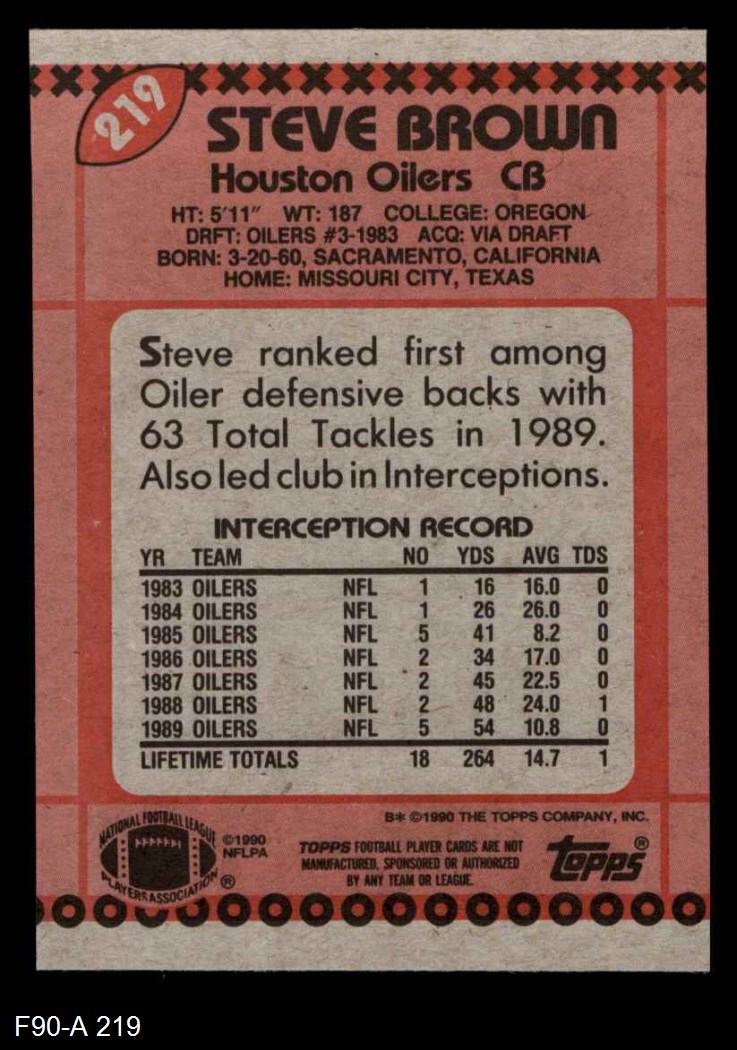 219
STEVE BROWN
Houston Oilers CB
HT: 5'11" WT: 187 COLLEGE: OREGON
DRFT: OILERS #3-1983 ACQ: VIA DRAFT
BORN: 3-20-60, SACRAMENTO, CALIFORNIA
HOME: MISSOURI CITY, TEXAS
Steve ranked first among
Oiler defensive backs with
63 Total Tackles in 1989.
Also led club in Interceptions.
INTERCEPTION RECORD
YR TEAM NO YDS AVG TDS
1983 OILERS NFL 1 16 16.0 0
1984 OILERS NFL 1 26 26.0 0
1985 OILERS NFL 5 41 8.2 0
1986 OILERS NFL 2 34 17.0 0
1987 OILERS NFL 2 45 22.5 0
1988 OILERS NFL 2 48 24.0 1
1989 OILERS NFL 5 54 10.8 0
LIFETIME TOTALS 18 264 14.7 1
B* ©1990 THE TOPPS COMPANY, INC.
NATIONAL FOOTBALL LEAGUE
PLAYERS ASSOCIATION ®
©1990
NFLPA
TOPPS FOOTBALL PLAYER CARDS ARE NOT
MANUFACTURED, SPONSORED OR AUTHORIZED
BY ANY TEAM OR LEAGUE.
topps®
F90-A 219